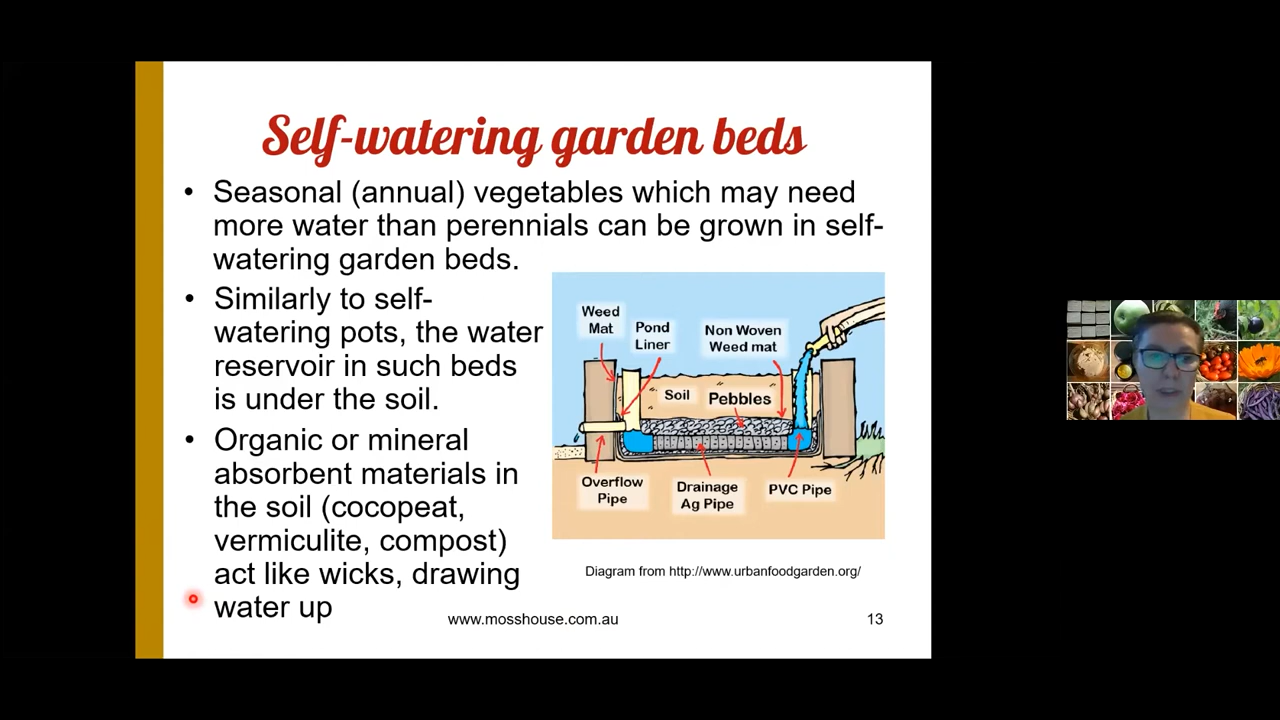 Self-watering garden beds
• Seasonal (annual) vegetables which may need
more water than perennials can be grown in self-
watering garden beds.
• Similarly to self-
watering pots, the water
reservoir in such beds
is under the soil.
• Organic or mineral
absorbent materials in
the soil (cocopeat,
vermiculite, compost)
act like wicks, drawing
water up
Weed
Mat
Pond
Liner
Non Woven
Weed mat
Soil
Pebbles
Overflow
Pipe
Drainage
Ag Pipe
PVC Pipe
Diagram from http://www.urbanfoodgarden.org/
www.mosshouse.com.au
13